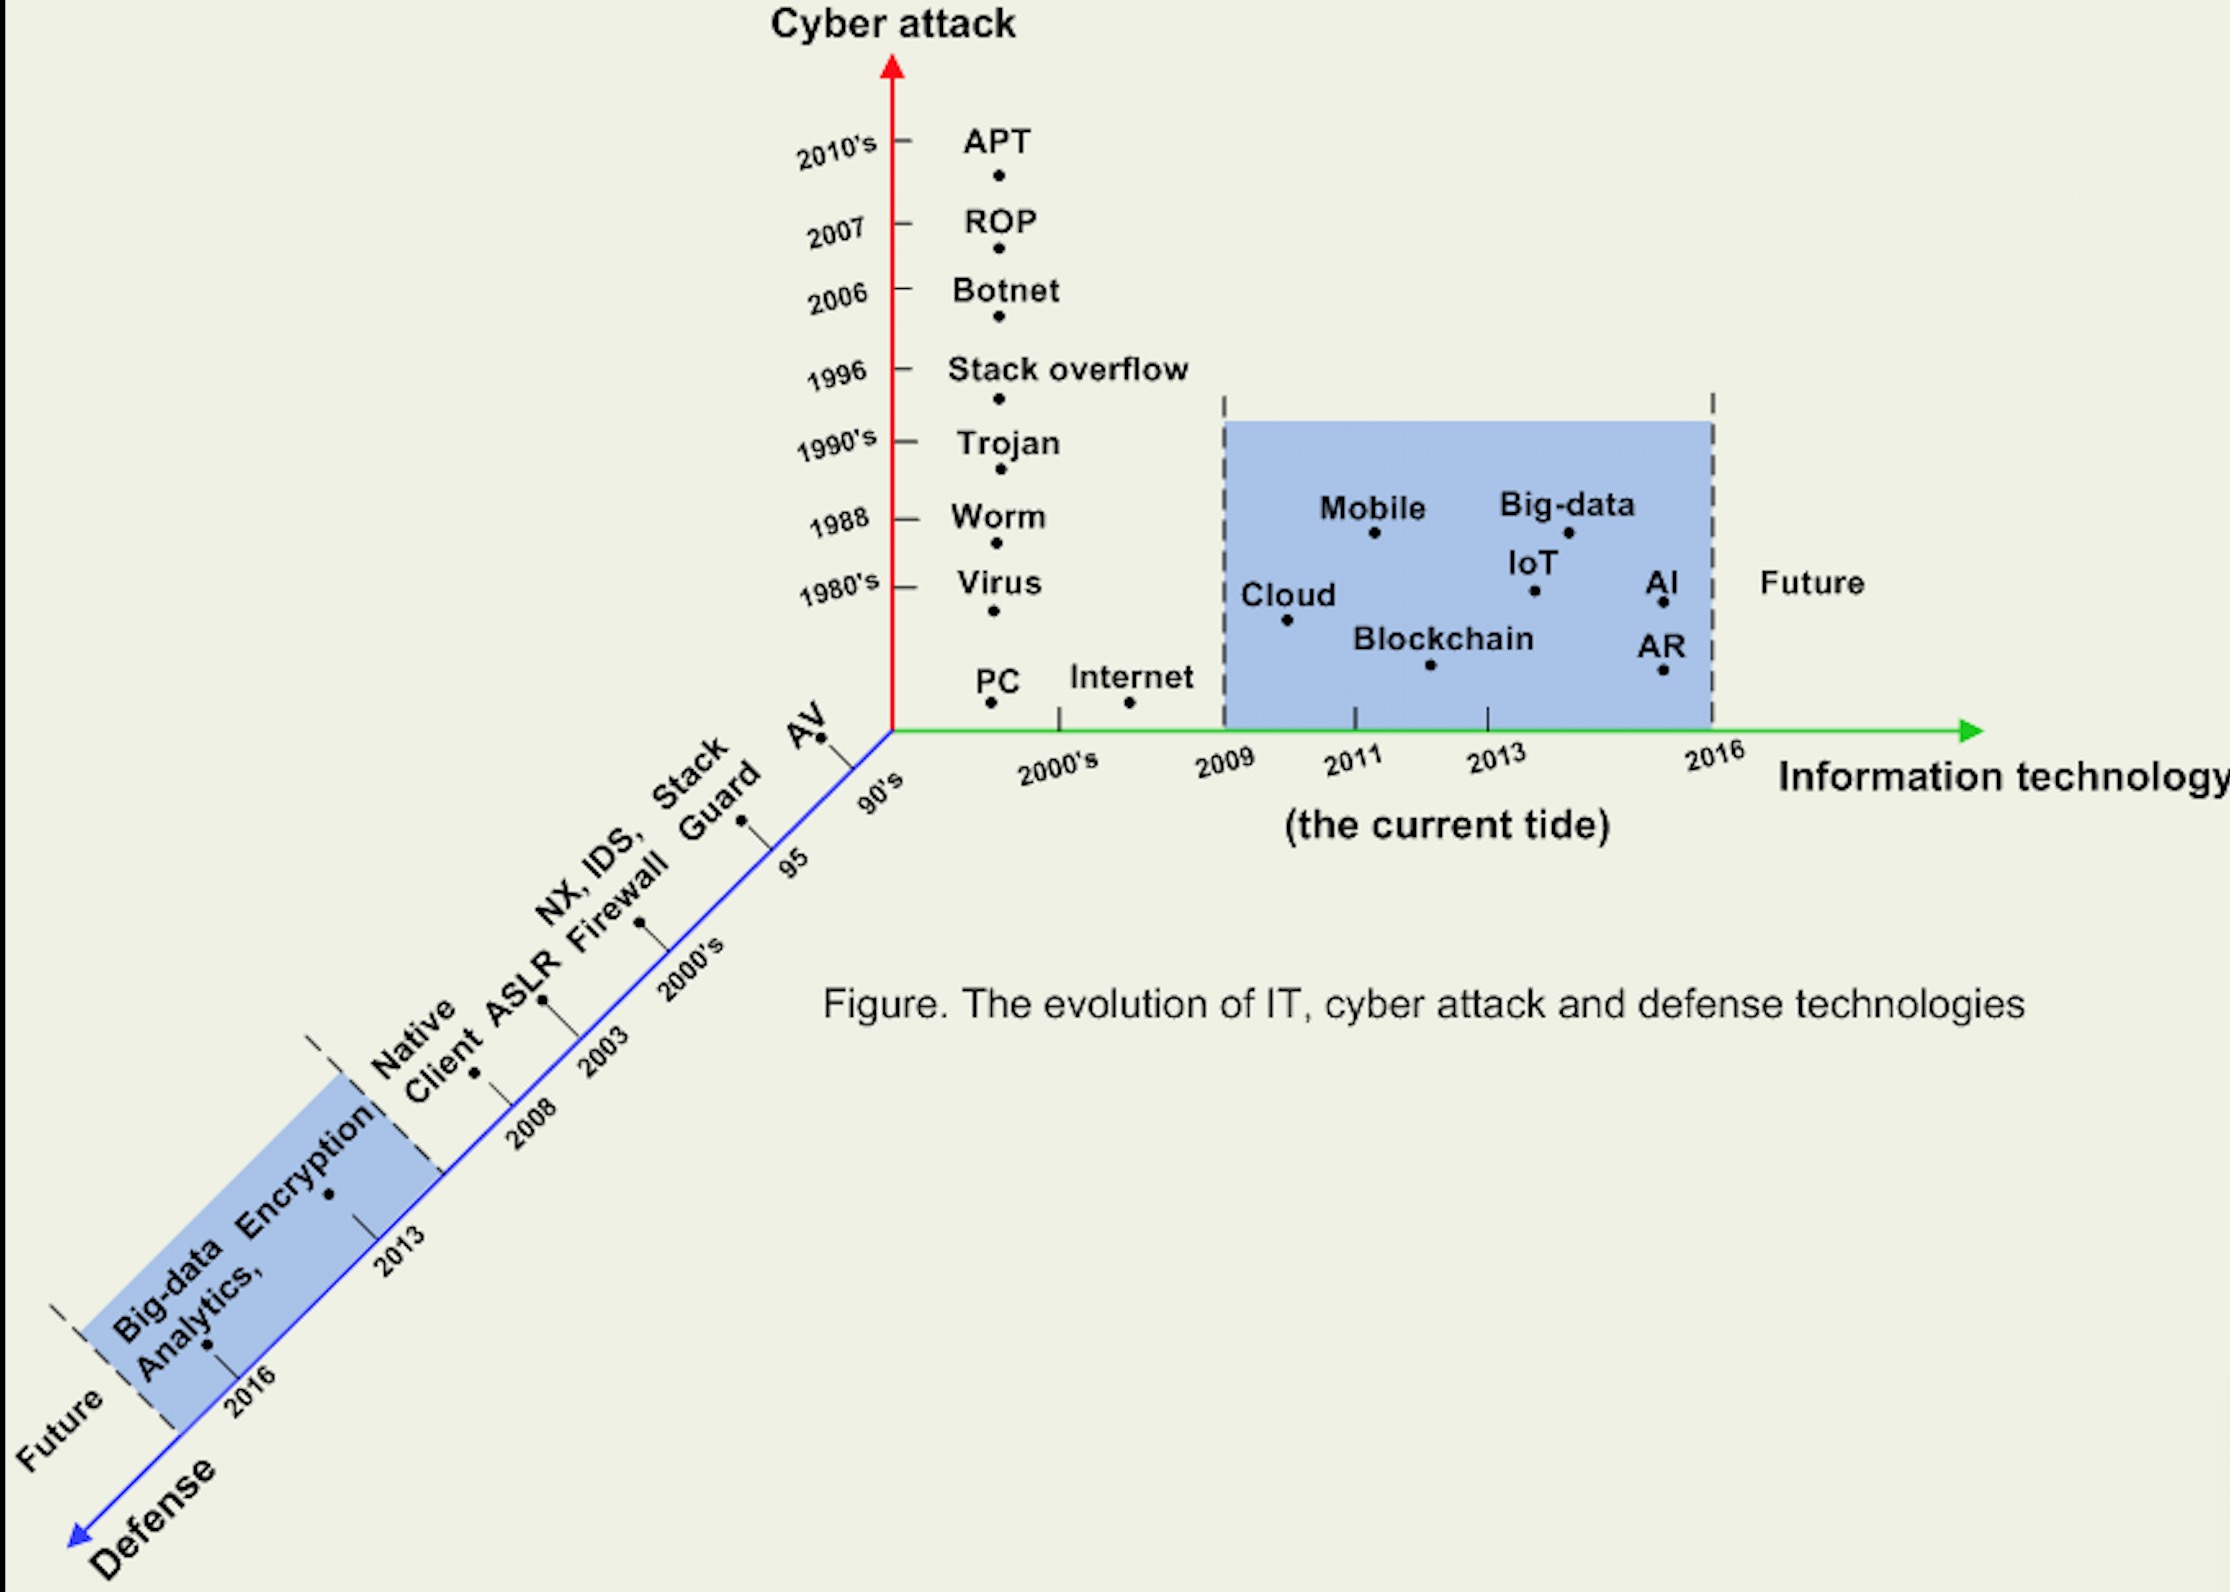 Cyber attack
2010's
APT
2007
ROP
2006
Botnet
1996
Stack overflow
1990's
Trojan
1988
Worm
1980's
Virus
PC
Internet
Mobile
Big-data
IoT
Cloud
AI
Blockchain
AR
Future
2000's
2009
2011
2013
2016
Information technology
(the current tide)
AV
90's
Stack
Guard
95
NX, IDS,
Firewall
2000's
ASLR
2003
Native
Client
2008
Encryption
2013
Big-data
Analytics,
2016
Future
Defense
Figure. The evolution of IT, cyber attack and defense technologies